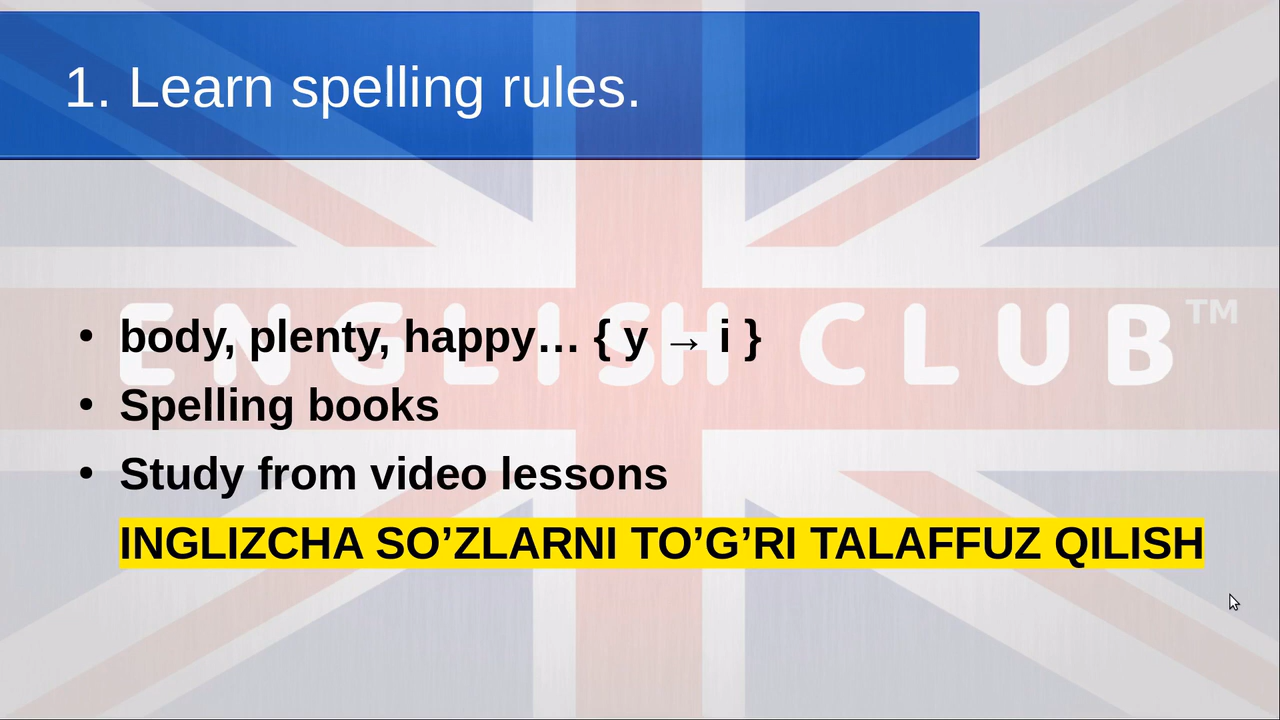 1. Learn spelling rules.
ENGLISH CLUB™
• body, plenty, happy… { y → i }
• Spelling books
• Study from video lessons
INGLIZCHA SO’ZLARNI TO’G’RI TALAFFUZ QILISH